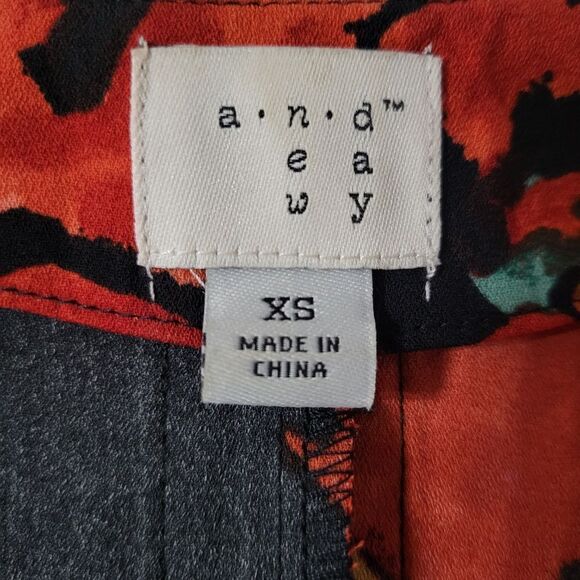 a · n · d™
e a
w y
XS
MADE IN
CHINA